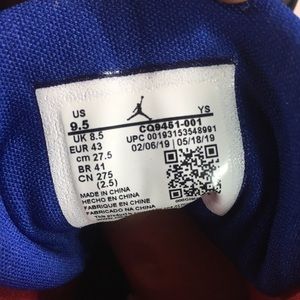 US
YS
9.5
CQ9451-001
UK 8.5
UPC 00193153548991
EUR 43
02/06/19
05/18/19
cm 27.5
BR 41
CN 275
(2.5)
MADE IN CHINA
HECHO EN CHINA
FABRIQUÉ EN CHINE
FABRICADO NA CHINA